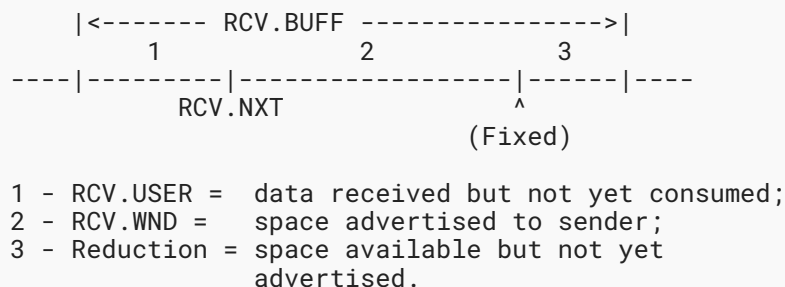 |<------- RCV.BUFF ---------------->|
1 2 3
----|---------|------------------|------|----
RCV.NXT ^
(Fixed)
1 - RCV.USER = data received but not yet consumed;
2 - RCV.WND = space advertised to sender;
3 - Reduction = space available but not yet
advertised.